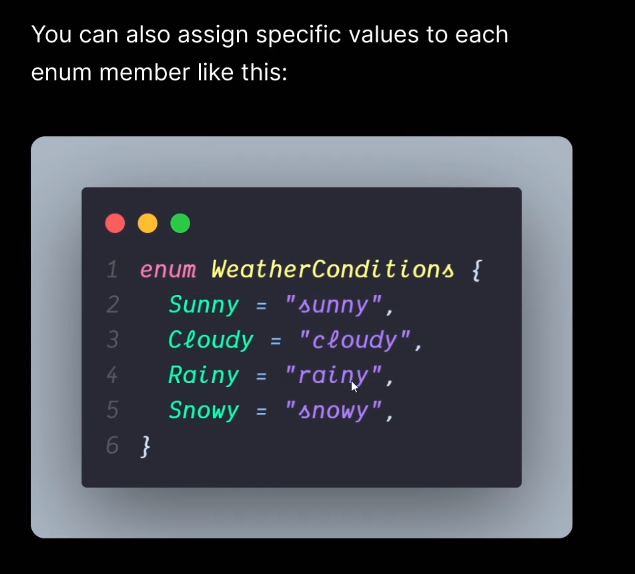 You can also assign specific values to each
enum member like this:
1 enum WeatherConditions {
2 Sunny = "sunny",
3 Cloudy = "cloudy",
4 Rainy = "rainy",
5 Snowy = "snowy",
6 }